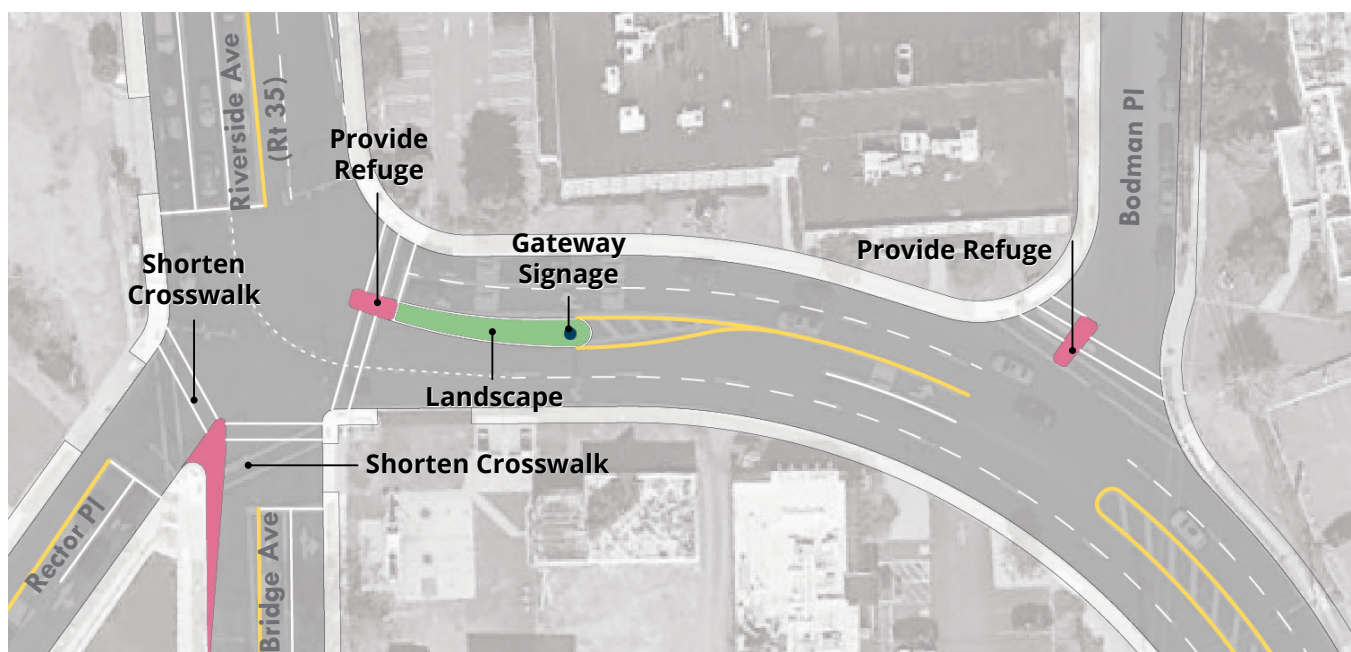 Riverside Ave
(Rt 35)
Provide
Refuge
Bodman Pl
Gateway
Signage
Provide Refuge
Shorten
Crosswalk
Landscape
Shorten Crosswalk
Rector Pl
Bridge Ave